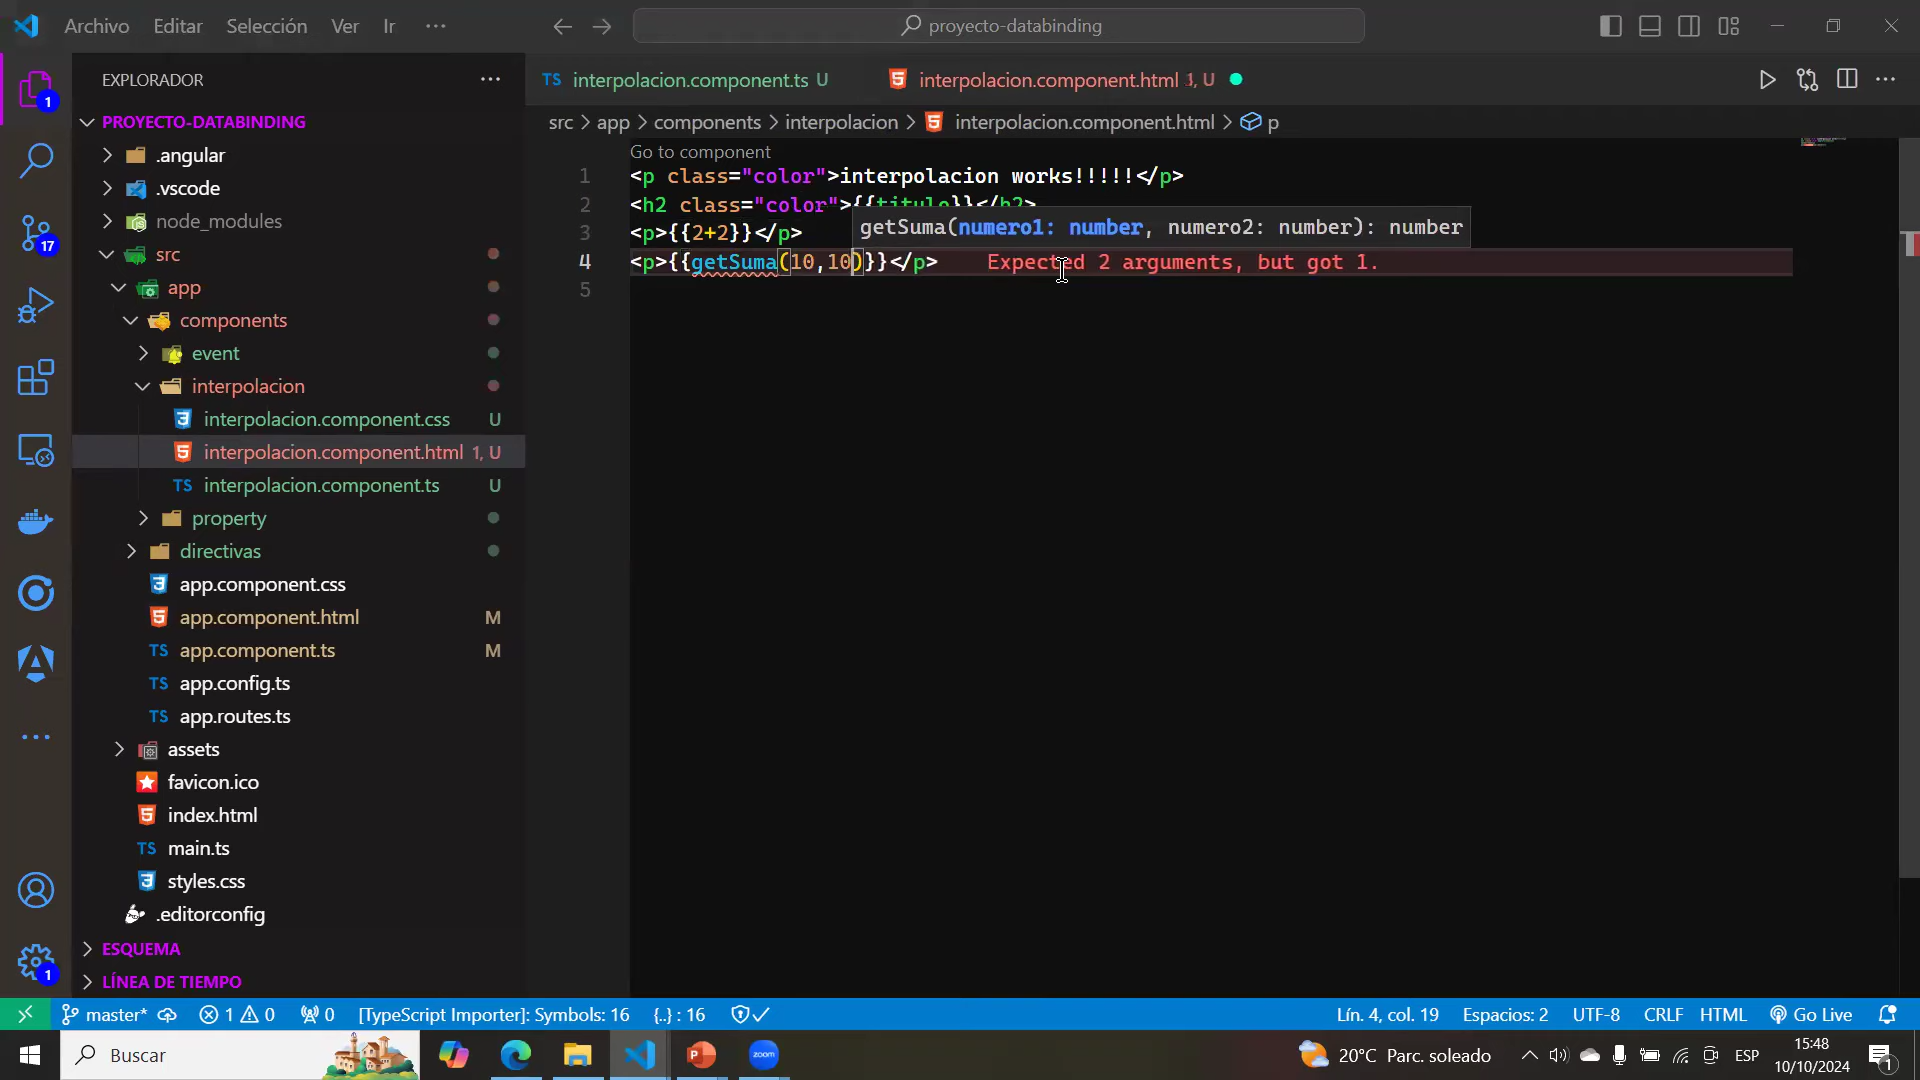 Archivo Editar Selección Ver Ir ··· proyecto-databinding
EXPLORADOR ···
PROYECTO-DATABINDING
.angular
.vscode
node_modules
src
app
components
event
interpolacion
interpolacion.component.css U
interpolacion.component.html 1, U
interpolacion.component.ts U
property
directivas
app.component.css
app.component.html M
app.component.ts M
app.config.ts
app.routes.ts
assets
favicon.ico
index.html
main.ts
styles.css
.editorconfig
ESQUEMA
LÍNEA DE TIEMPO
1
17
1
TS interpolacion.component.ts U
interpolacion.component.html 1, U
src > app > components > interpolacion > interpolacion.component.html > p
Go to component
1 <p class="color">interpolacion works!!!!!</p>
2 <h2 class="color">{{titulo}}</h2>
getSuma(numero1: number, numero2: number): number
3 <p>{{2+2}}</p>
4 <p>{{getSuma(10,10)}}</p> Expected 2 arguments, but got 1.
5
master* 1 0 0 [TypeScript Importer]: Symbols: 16 {..} : 16 Lín. 4, col. 19 Espacios: 2 UTF-8 CRLF HTML Go Live
Buscar zoom 20°C Parc. soleado ESP 15:48
10/10/2024 1